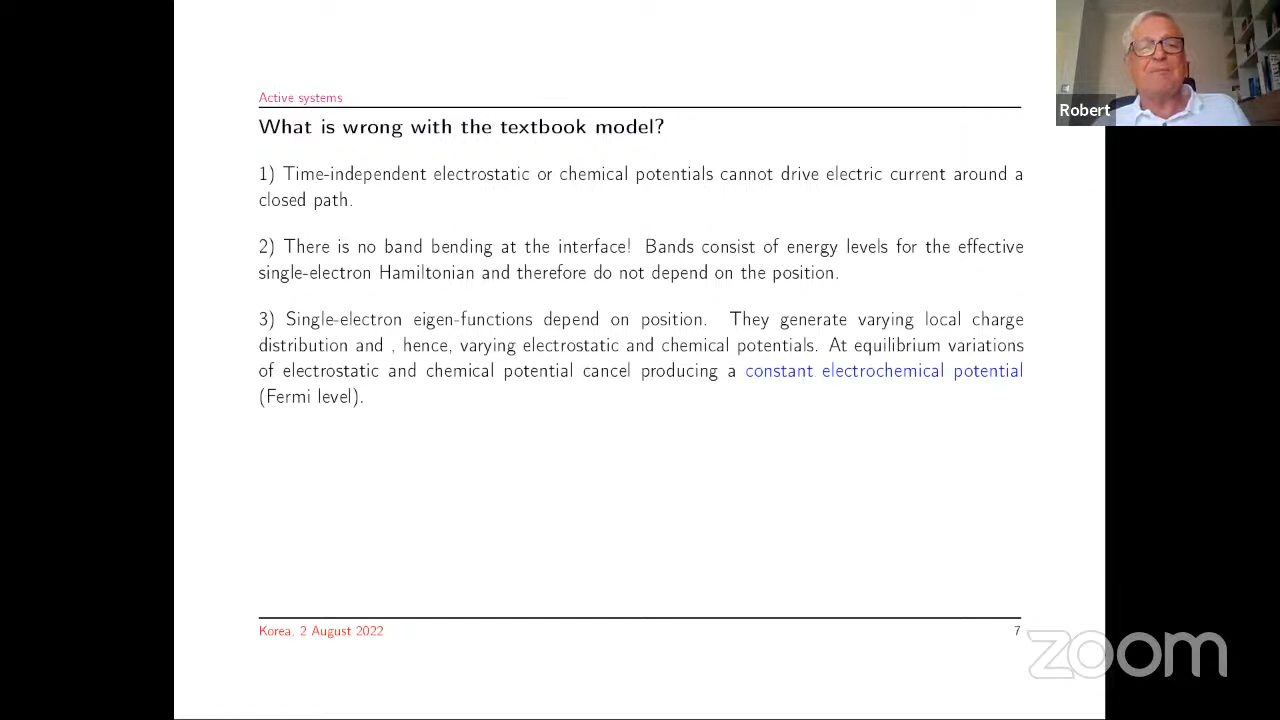 Active systems
What is wrong with the textbook model?
1) Time-independent electrostatic or chemical potentials cannot drive electric current around a
closed path.
2) There is no band bending at the interface! Bands consist of energy levels for the effective
single-electron Hamiltonian and therefore do not depend on the position.
3) Single-electron eigen-functions depend on position. They generate varying local charge
distribution and , hence, varying electrostatic and chemical potentials. At equilibrium variations
of electrostatic and chemical potential cancel producing a constant electrochemical potential
(Fermi level).
Korea, 2 August 2022
7
Robert
zoom